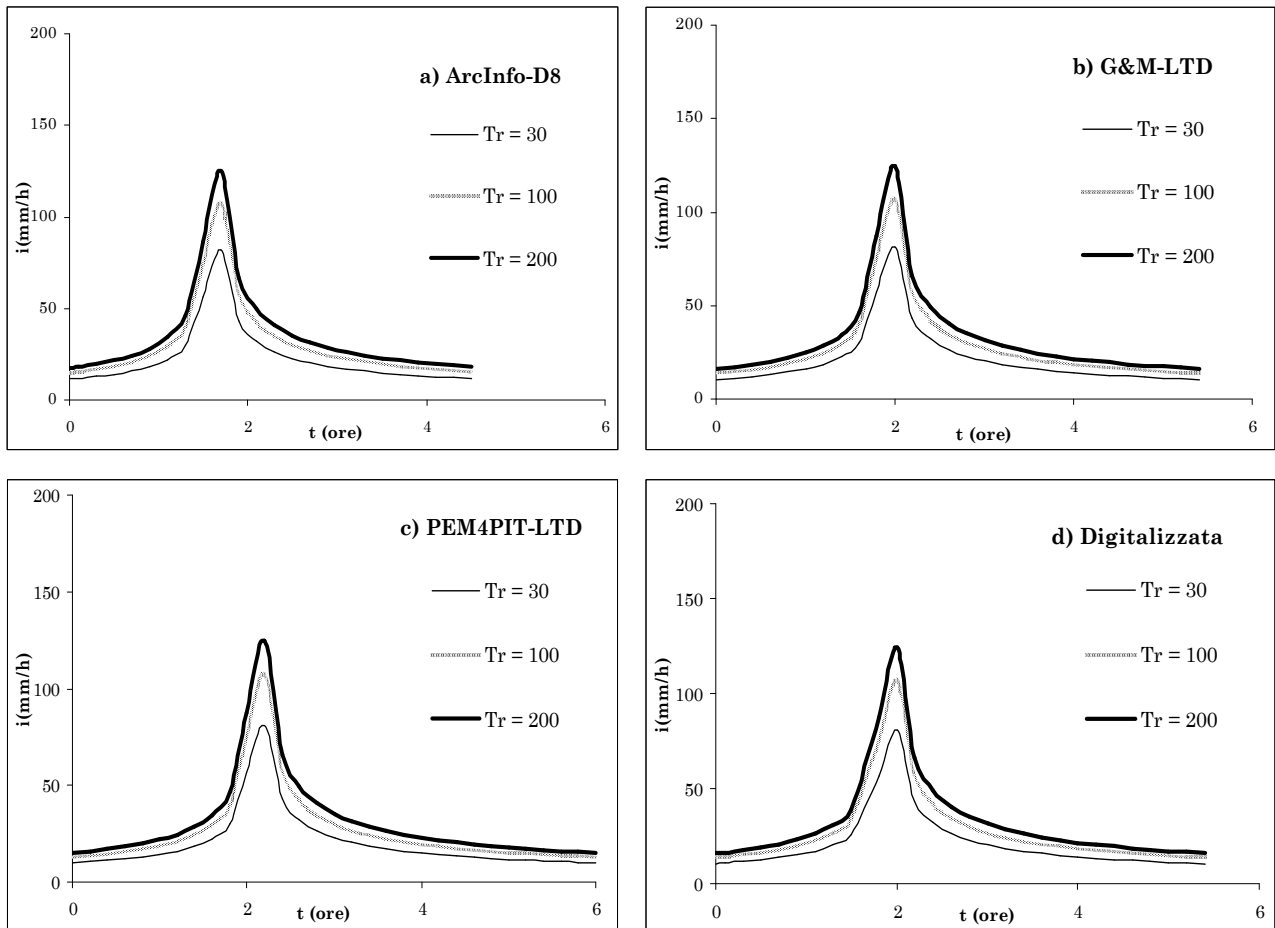 a) ArcInfo-D8
Tr = 30
Tr = 100
Tr = 200
i(mm/h)
200
150
100
50
0
0 2 4 6
t (ore)
b) G&M-LTD
Tr = 30
Tr = 100
Tr = 200
i(mm/h)
200
150
100
50
0
0 2 4 6
t (ore)
c) PEM4PIT-LTD
Tr = 30
Tr = 100
Tr = 200
i(mm/h)
200
150
100
50
0
0 2 4 6
t (ore)
d) Digitalizzata
Tr = 30
Tr = 100
Tr = 200
i(mm/h)
200
150
100
50
0
0 2 4 6
t (ore)